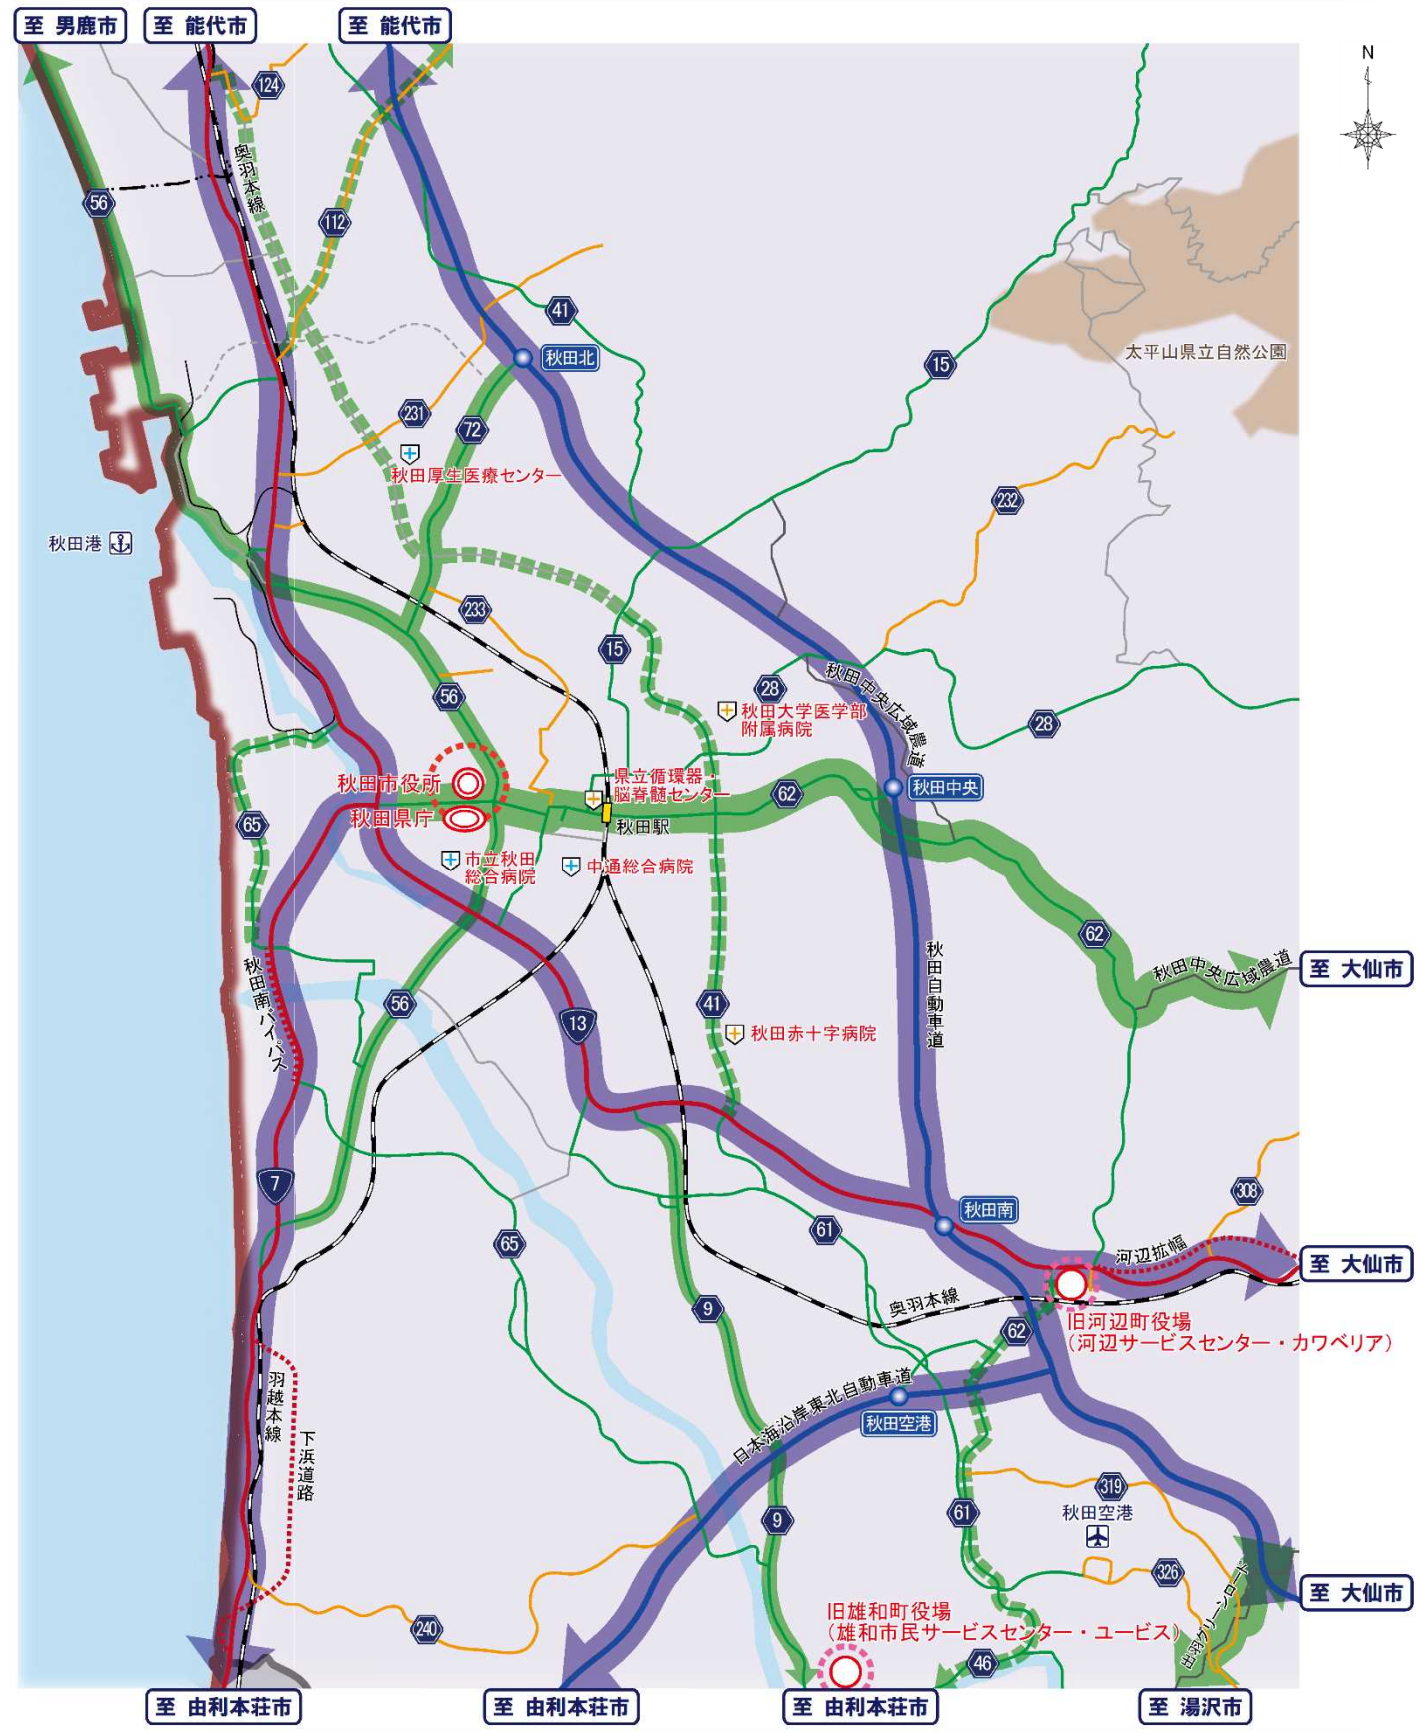 至 男鹿市
至 能代市
至 能代市
N
124
奥羽本線
56
112
41
秋田北
15
太平山県立自然公園
231
72
秋田厚生医療センター
232
秋田港
233
15
28
秋田中央広域農道
56
秋田大学医学部
附属病院
28
秋田市役所
県立循環器・
脳脊髄センター
62
秋田中央
秋田県庁
65
秋田駅
市立秋田
総合病院
中通総合病院
62
秋田自動車道
秋田中央広域農道
至 大仙市
秋田南バイパス
56
13
41
秋田赤十字病院
7
308
秋田南
65
61
河辺拡幅
至 大仙市
奥羽本線
9
62
旧河辺町役場
(河辺サービスセンター・カワベリア)
羽越本線
下浜道路
日本海沿岸東北自動車道
秋田空港
319
9
61
秋田空港
326
出羽グリーンロード
至 大仙市
240
旧雄和町役場
(雄和市民サービスセンター・ユービス)
46
至 由利本荘市
至 由利本荘市
至 由利本荘市
至 湯沢市